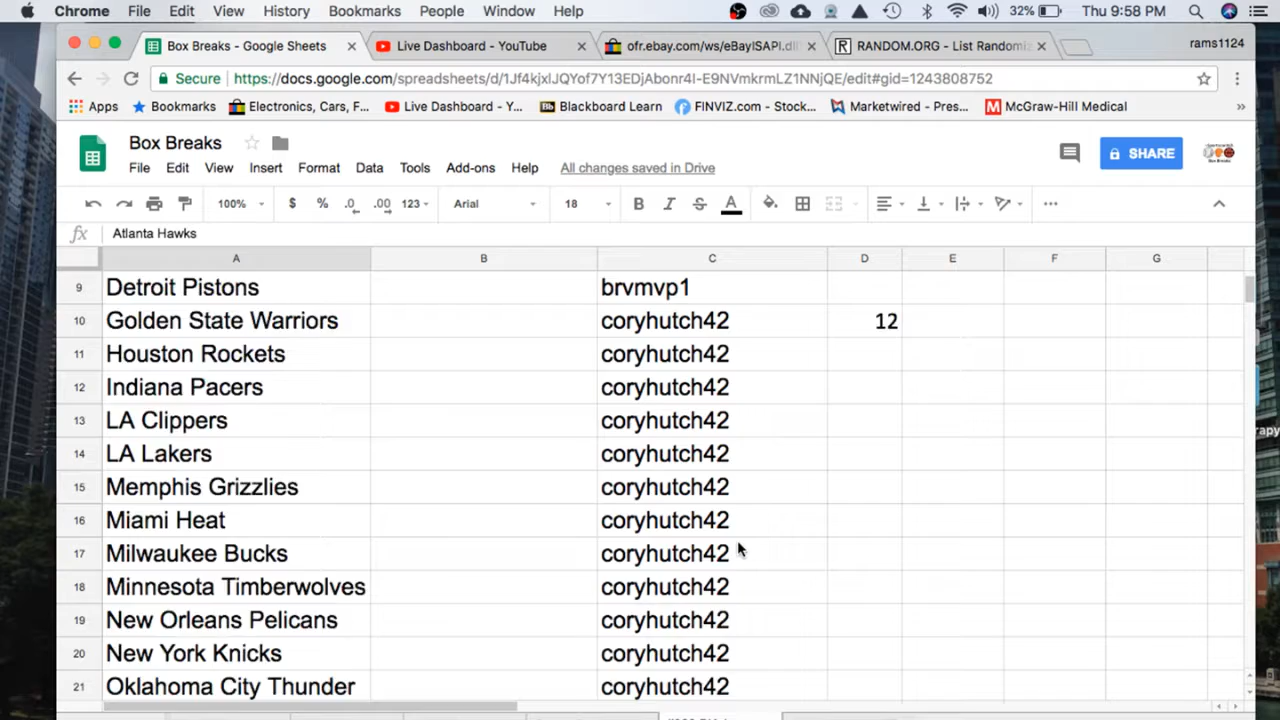 Chrome File Edit View History Bookmarks People Window Help 32% Thu 9:58 PM
Box Breaks - Google Sheets Live Dashboard - YouTube ofr.ebay.com/ws/eBayISAPI.dl RANDOM.ORG - List Randomi rams1124
Secure https://docs.google.com/spreadsheets/d/1Jf4kjxlJQYof7Y13EDjAbonr4I-E9NVmkrmLZ1NNjQE/edit#gid=1243808752
Apps Bookmarks Electronics, Cars, F... Live Dashboard - Y... Blackboard Learn FINVIZ.com - Stock... Marketwired - Pres... McGraw-Hill Medical »
Box Breaks
File Edit View Insert Format Data Tools Add-ons Help All changes saved in Drive SHARE
100% $ % .0 .00 123 Arial 18 B I S A
fx Atlanta Hawks
A B C D E F G
9 Detroit Pistons brvmvp1
10 Golden State Warriors coryhutch42 12
11 Houston Rockets coryhutch42
12 Indiana Pacers coryhutch42
13 LA Clippers coryhutch42
14 LA Lakers coryhutch42
15 Memphis Grizzlies coryhutch42
16 Miami Heat coryhutch42
17 Milwaukee Bucks coryhutch42
18 Minnesota Timberwolves coryhutch42
19 New Orleans Pelicans coryhutch42
20 New York Knicks coryhutch42
21 Oklahoma City Thunder coryhutch42